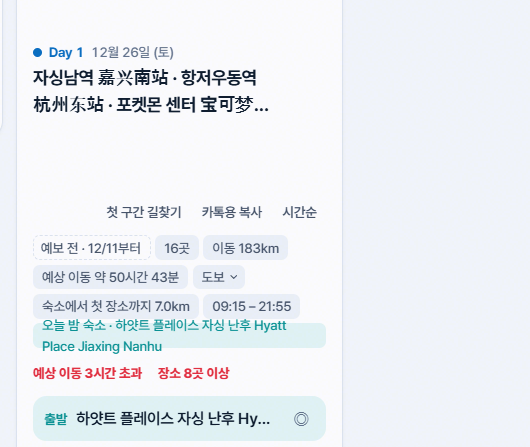 Day 1 12월 26일 (토)
자싱남역 嘉兴南站 · 항저우동역
杭州东站 · 포켓몬 센터 宝可梦...
첫 구간 길찾기 카톡용 복사 시간순
예보 전 · 12/11부터 16곳 이동 183km
예상 이동 약 50시간 43분 도보
숙소에서 첫 장소까지 7.0km 09:15 – 21:55
오늘 밤 숙소 · 하얏트 플레이스 자싱 난후 Hyatt
Place Jiaxing Nanhu
예상 이동 3시간 초과 장소 8곳 이상
출발 하얏트 플레이스 자싱 난후 Hy...